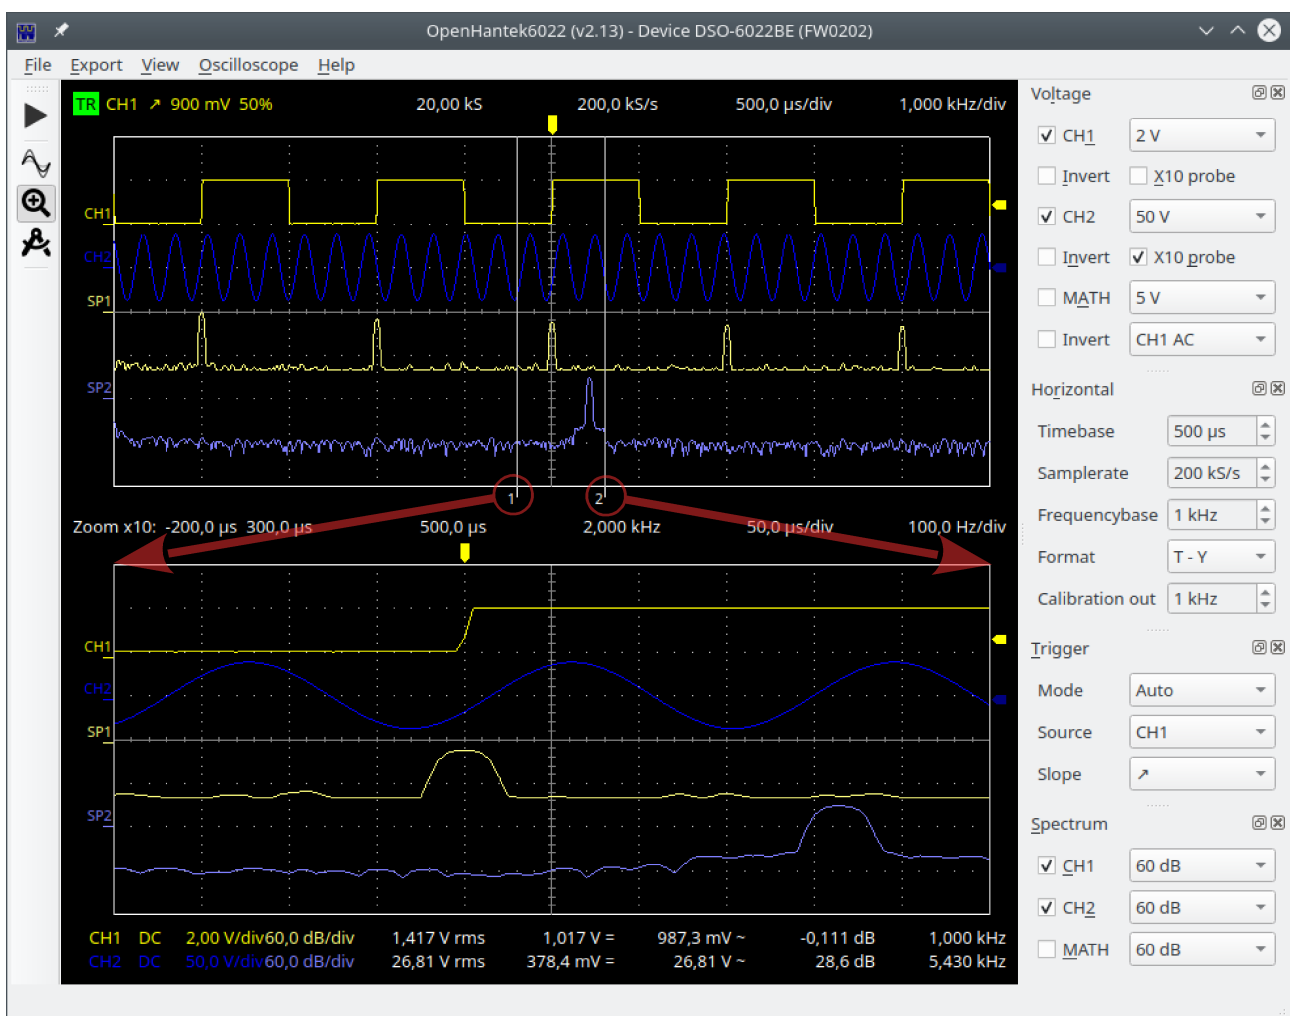 OpenHantek6022 (v2.13) - Device DSO-6022BE (FW0202)
File Export View Oscilloscope Help
TR CH1 ↗ 900 mV 50% 20,00 kS 200,0 kS/s 500,0 µs/div 1,000 kHz/div
CH1
CH2
SP1
SP2
1 2
Zoom x10: -200,0 µs 300,0 µs 500,0 µs 2,000 kHz 50,0 µs/div 100,0 Hz/div
CH1
CH2
SP1
SP2
CH1 DC 2,00 V/div 60,0 dB/div 1,417 V rms 1,017 V = 987,3 mV ~ -0,111 dB 1,000 kHz
CH2 DC 50,0 V/div 60,0 dB/div 26,81 V rms 378,4 mV = 26,81 V ~ 28,6 dB 5,430 kHz
Voltage
CH1 2 V
Invert X10 probe
CH2 50 V
Invert X10 probe
MATH 5 V
Invert CH1 AC
Horizontal
Timebase 500 µs
Samplerate 200 kS/s
Frequencybase 1 kHz
Format T - Y
Calibration out 1 kHz
Trigger
Mode Auto
Source CH1
Slope ↗
Spectrum
CH1 60 dB
CH2 60 dB
MATH 60 dB